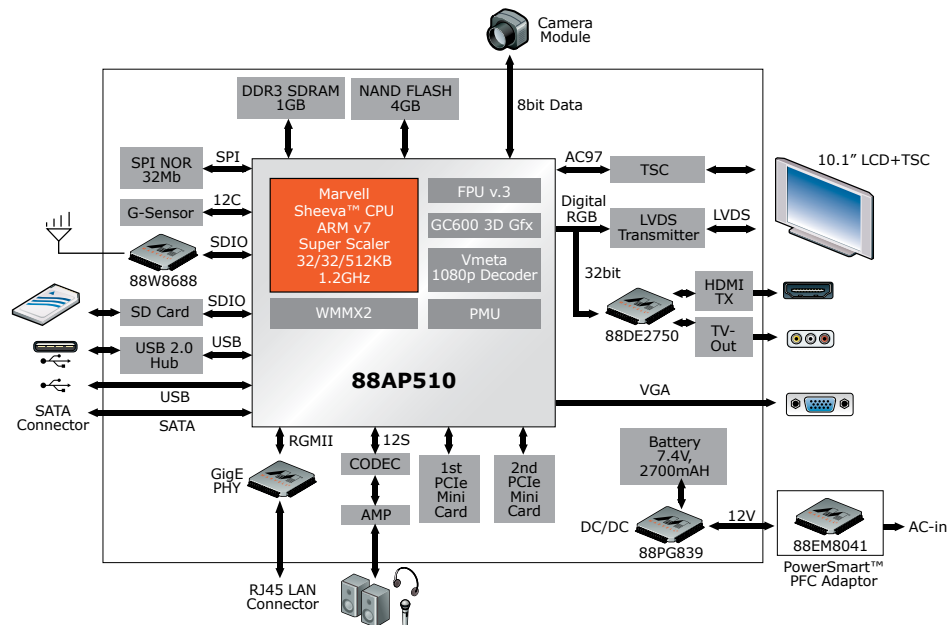 Camera
Module
DDR3 SDRAM
1GB
NAND FLASH
4GB
8bit Data
SPI NOR
32Mb
SPI
G-Sensor
12C
88W8688
SDIO
SD Card
SDIO
USB 2.0
Hub
USB
USB
SATA
Connector
SATA
Marvell
Sheeva™ CPU
ARM v7
Super Scaler
32/32/512KB
1.2GHz
FPU v.3
GC600 3D Gfx
Vmeta
1080p Decoder
WMMX2
PMU
88AP510
AC97
TSC
10.1” LCD+TSC
Digital
RGB
LVDS
Transmitter
LVDS
32bit
88DE2750
HDMI
TX
TV-
Out
VGA
RGMII
GigE
PHY
RJ45 LAN
Connector
12S
CODEC
AMP
1st
PCIe
Mini
Card
2nd
PCIe
Mini
Card
Battery
7.4V,
2700mAH
DC/DC
88PG839
12V
88EM8041
AC-in
PowerSmart™
PFC Adaptor